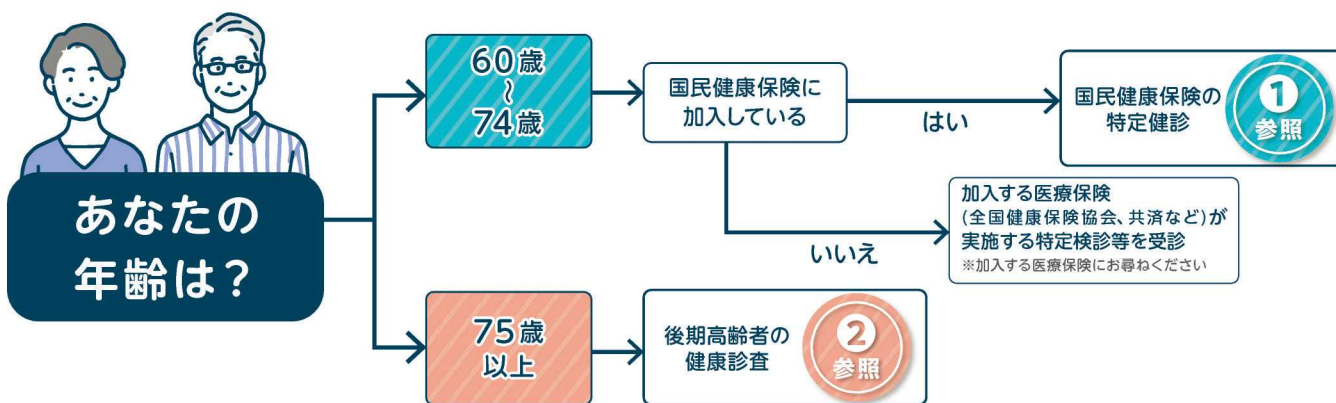 あなたの
年齢は？
60歳
～
74歳
国民健康保険に
加入している
はい
国民健康保険の
特定健診
1
参照
いいえ
加入する医療保険
(全国健康保険協会、共済など)が
実施する特定検診等を受診
※加入する医療保険にお尋ねください
75歳
以上
後期高齢者の
健康診査
2
参照